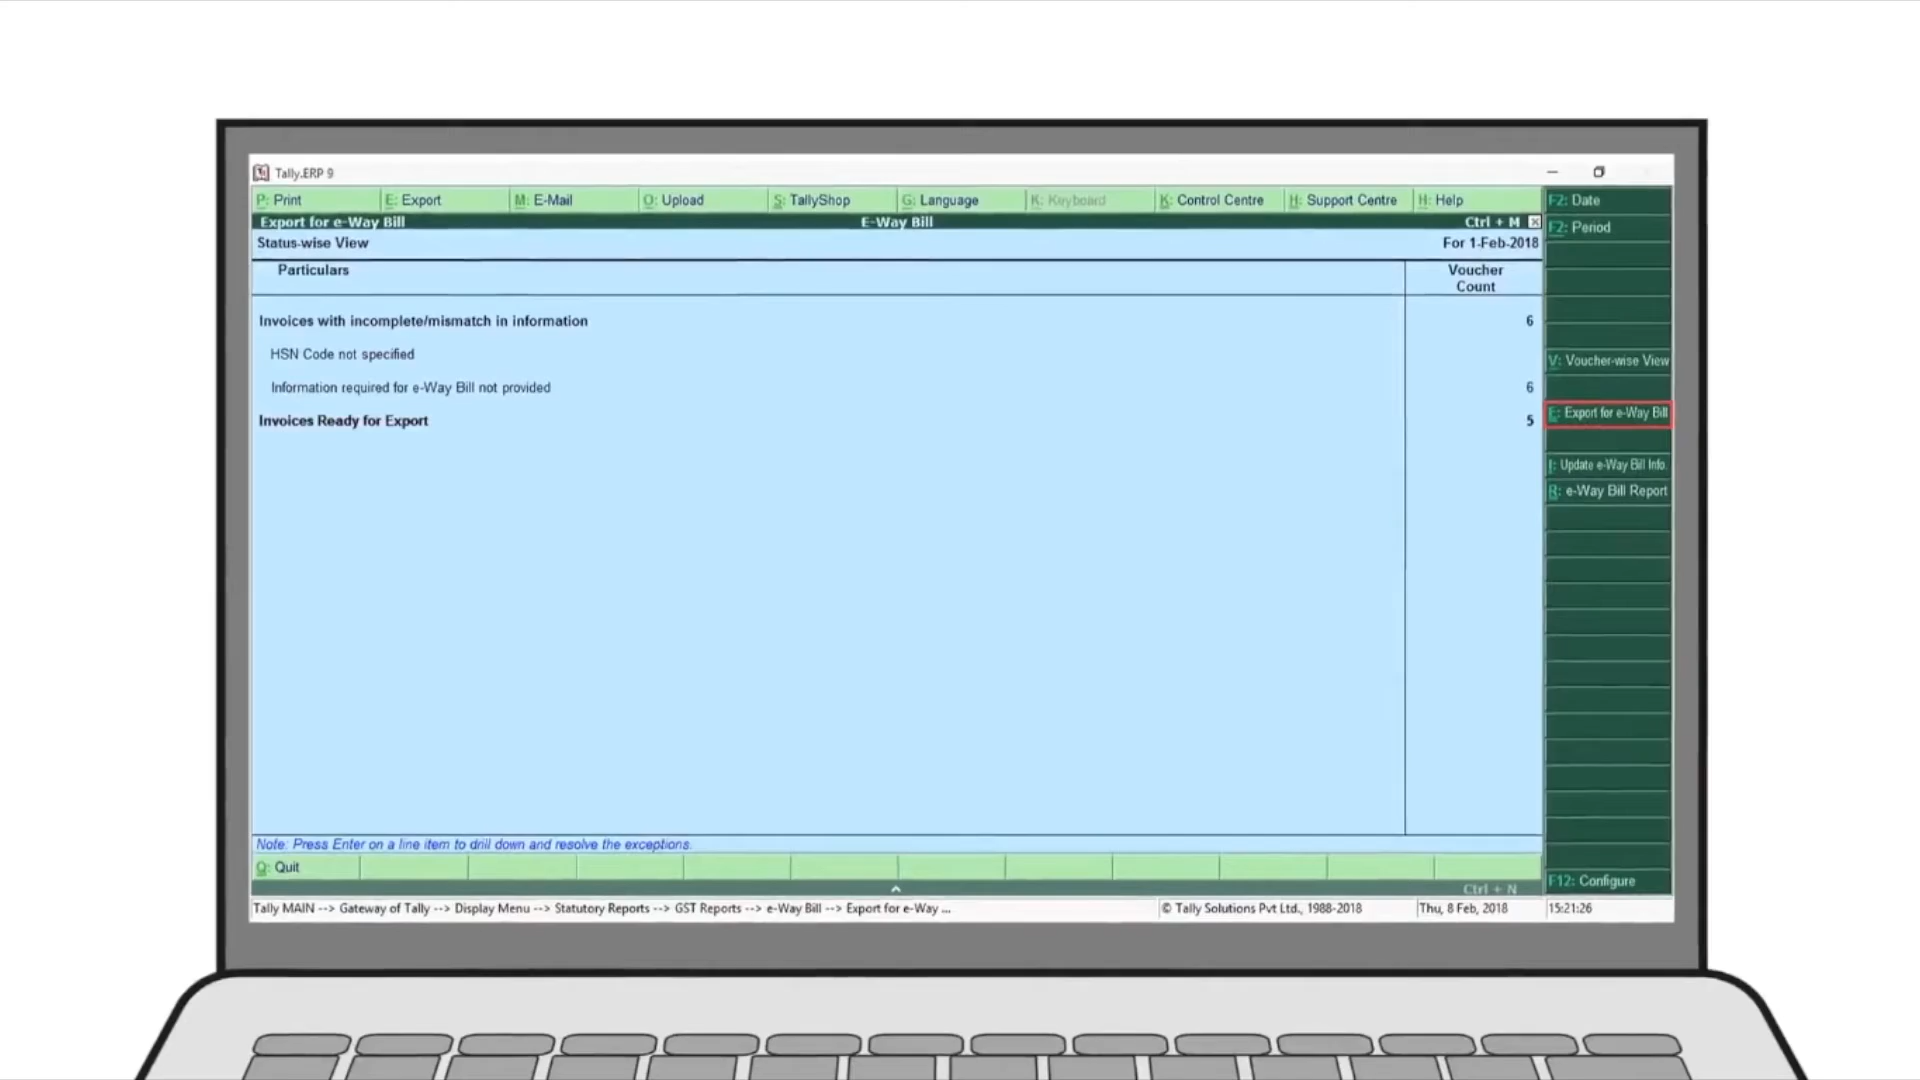 Tally.ERP 9
P: Print E: Export M: E-Mail O: Upload S: TallyShop G: Language K: Keyboard K: Control Centre H: Support Centre H: Help
Export for e-Way Bill E-Way Bill Ctrl + M
Status-wise View For 1-Feb-2018
Particulars Voucher
Count
Invoices with incomplete/mismatch in information 6
HSN Code not specified
Information required for e-Way Bill not provided 6
Invoices Ready for Export 5
Note: Press Enter on a line item to drill down and resolve the exceptions.
Q: Quit
Ctrl + N
F2: Date
F2: Period
V: Voucher-wise View
E: Export for e-Way Bill
I: Update e-Way Bill Info.
R: e-Way Bill Report
F12: Configure
Tally MAIN --> Gateway of Tally --> Display Menu --> Statutory Reports --> GST Reports --> e-Way Bill --> Export for e-Way ... © Tally Solutions Pvt Ltd., 1988-2018 Thu, 8 Feb, 2018 15:21:26